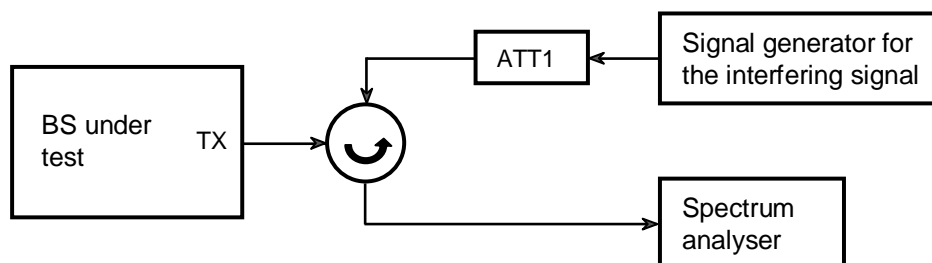 Signal generator for
the interfering signal
ATT1
BS under
test
TX
Spectrum
analyser